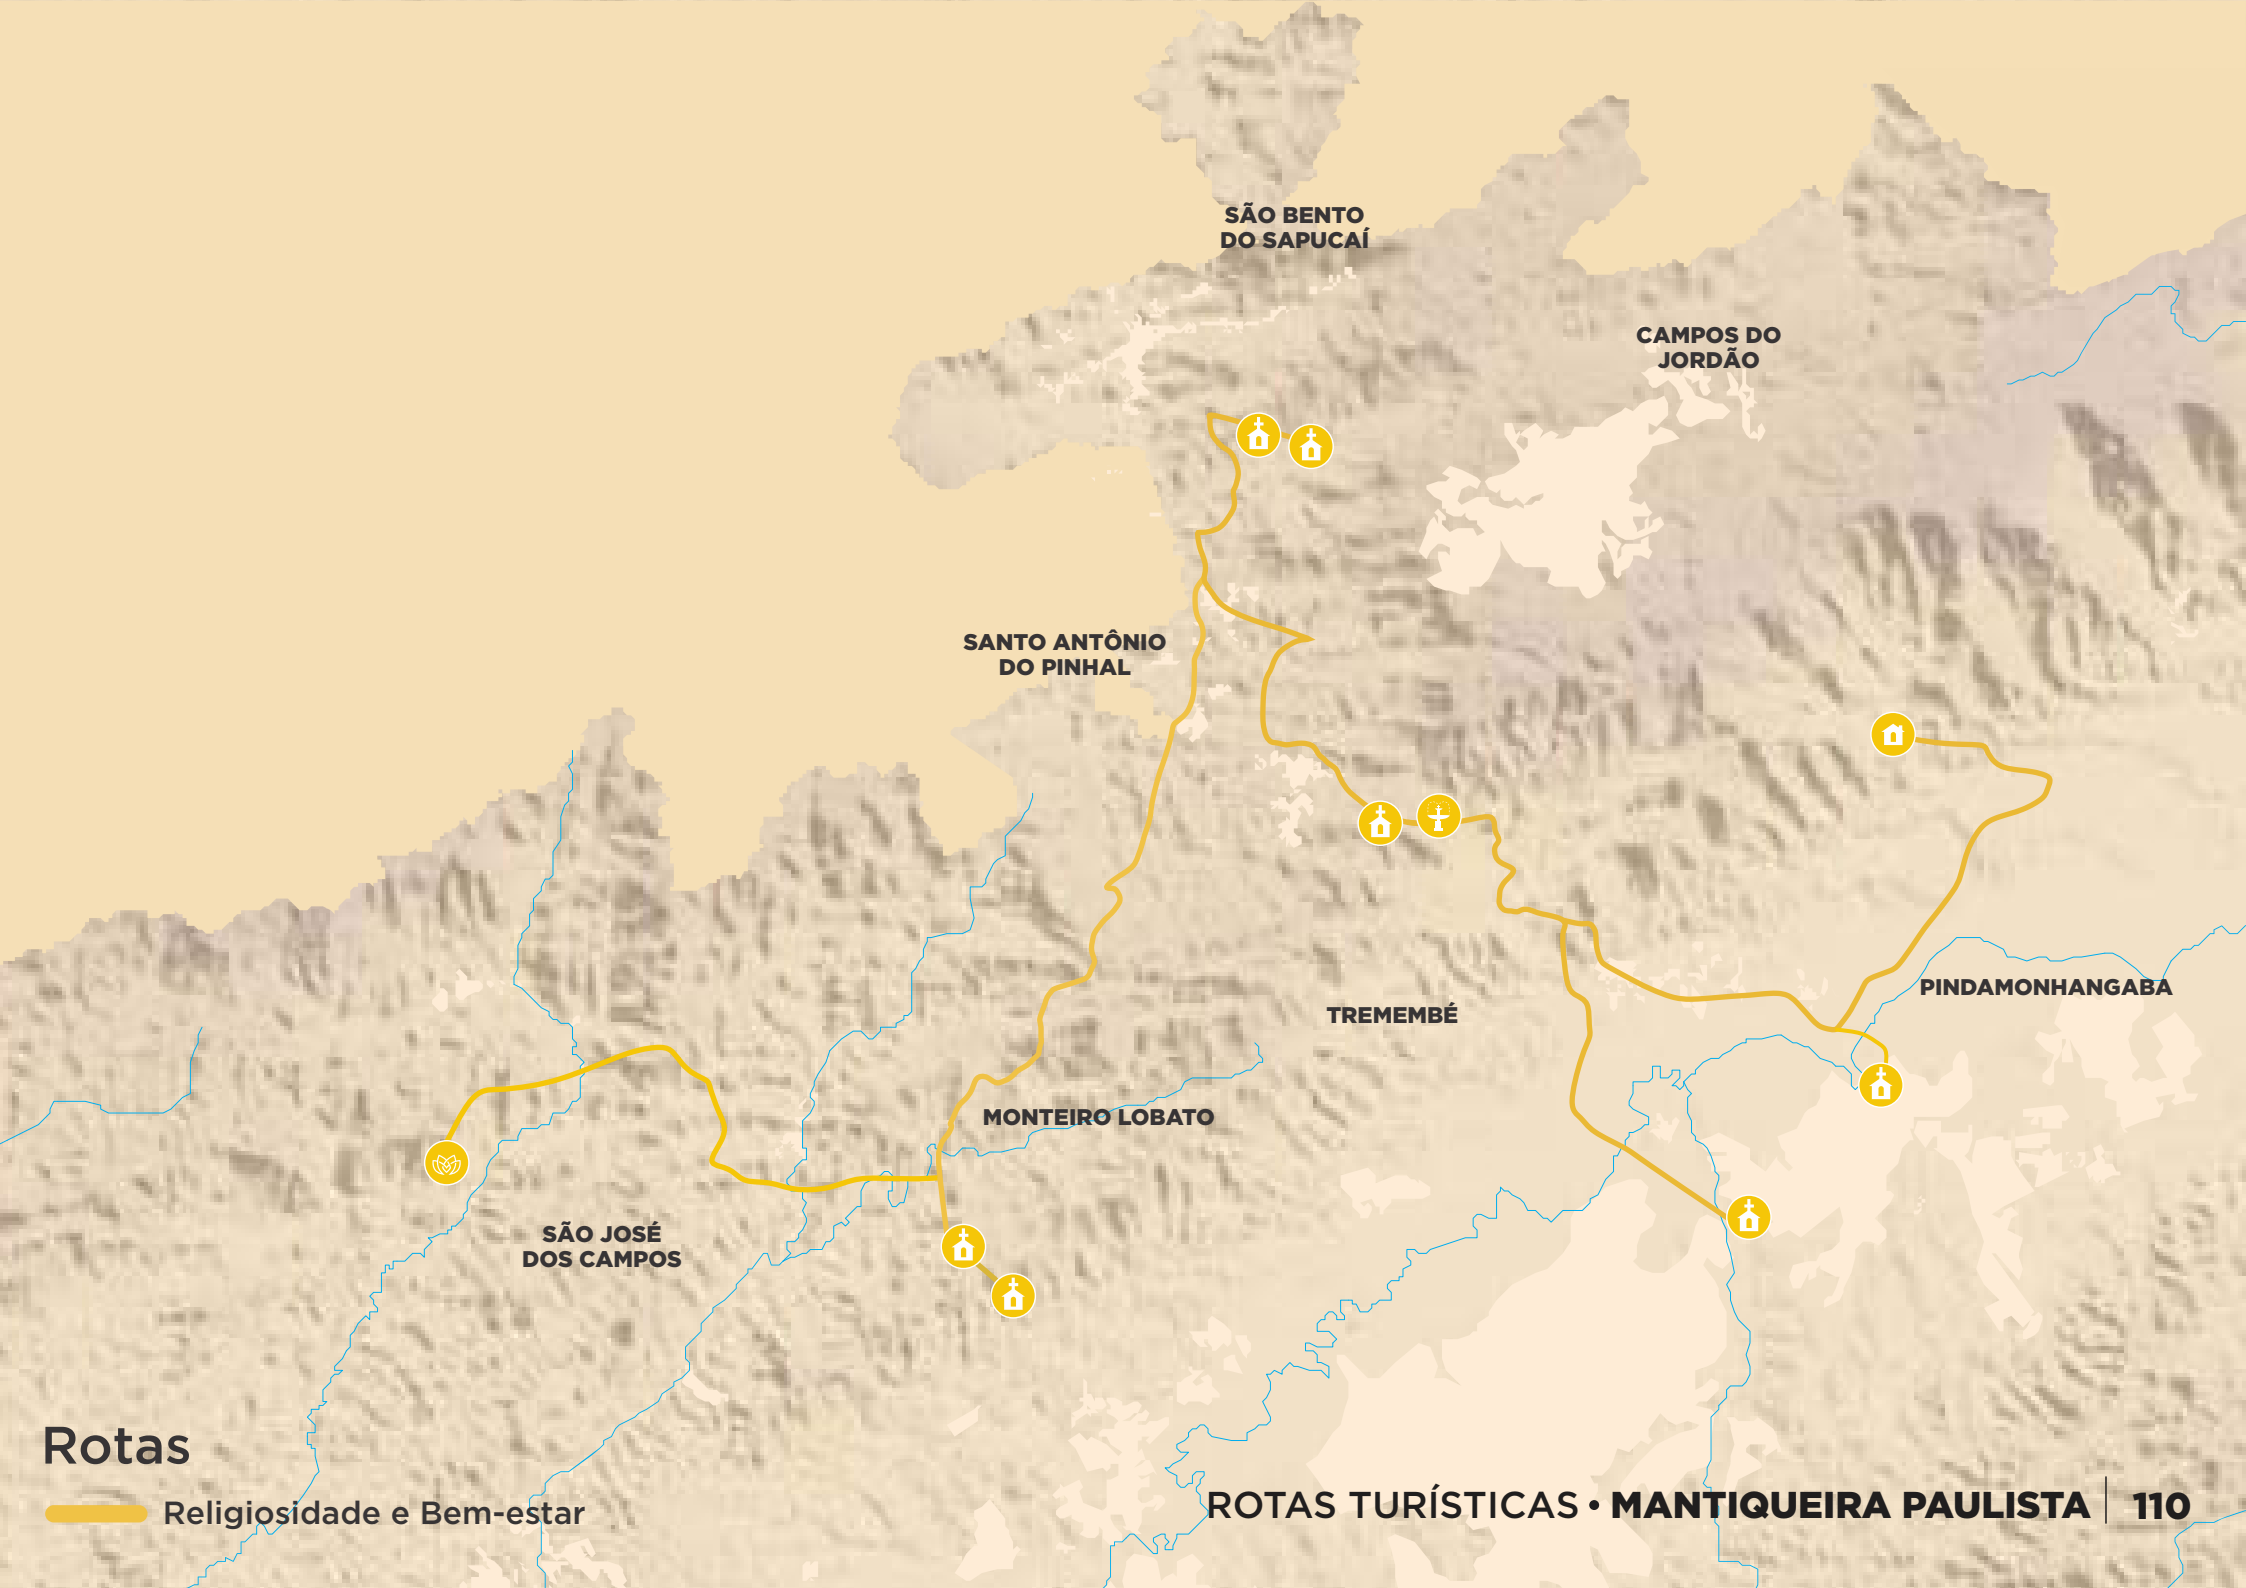 SÃO BENTO
DO SAPUCAÍ
CAMPOS DO
JORDÃO
SANTO ANTÔNIO
DO PINHAL
PINDAMONHANGABA
TREMEMBÉ
MONTEIRO LOBATO
SÃO JOSÉ
DOS CAMPOS
Rotas
Religiosidade e Bem-estar
ROTAS TURÍSTICAS • MANTIQUEIRA PAULISTA | 110